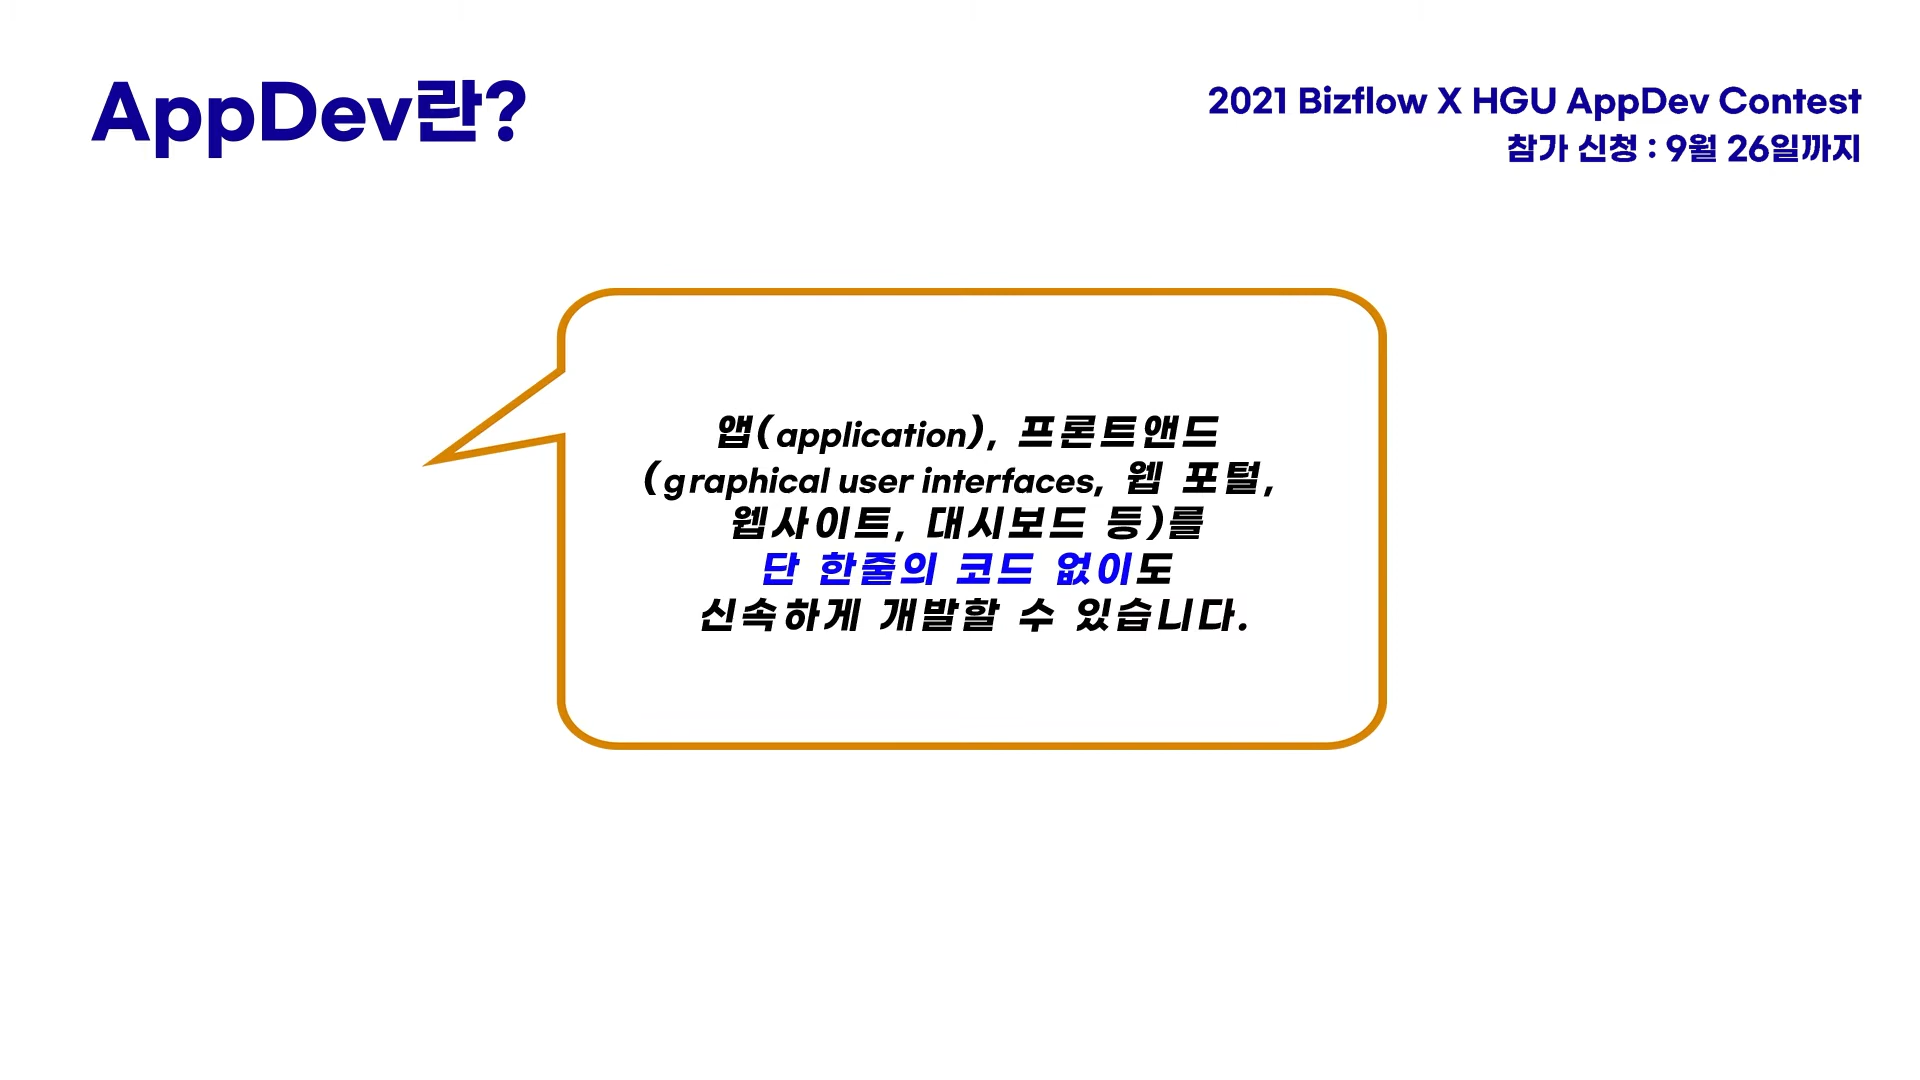 AppDev란?
2021 Bizflow X HGU AppDev Contest
참가 신청 : 9월 26일까지
앱(application), 프론트앤드
(graphical user interfaces, 웹 포털,
웹사이트, 대시보드 등)를
단 한줄의 코드 없이도
신속하게 개발할 수 있습니다.